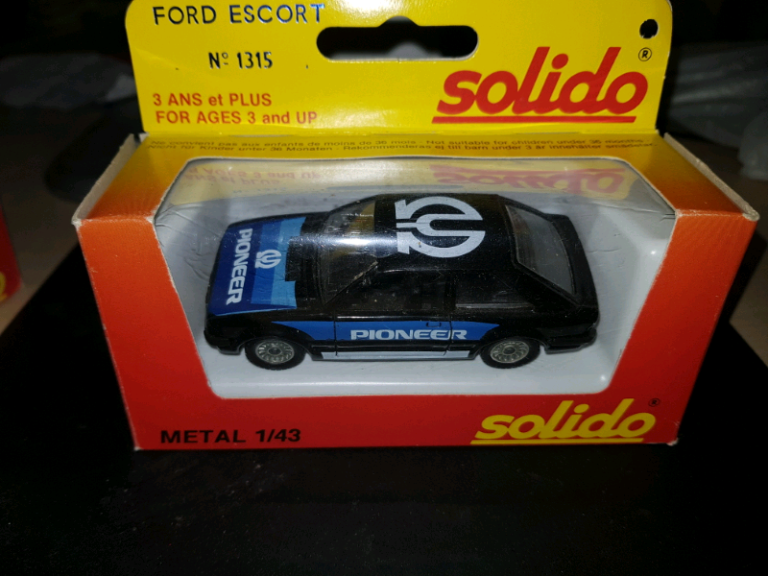 FORD ESCORT
Nº 1315
solido®
3 ANS et PLUS
FOR AGES 3 and UP
PIONEER
PIONEER
METAL 1/43
solido®